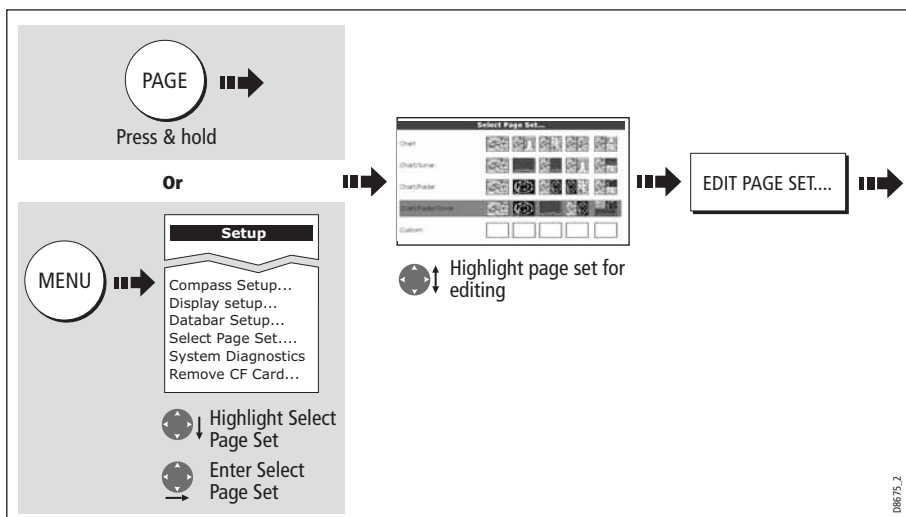 PAGE
Press & hold
Or
MENU
Setup
Compass Setup...
Display setup...
Databar Setup...
Select Page Set....
System Diagnostics
Remove CF Card...
Highlight Select
Page Set
Enter Select
Page Set
Select Page Set...
Chart
Chart/Sonar
Chart/Radar
Chart/Radar/Sonar
Custom
Highlight page set for
editing
EDIT PAGE SET....
D8675_2